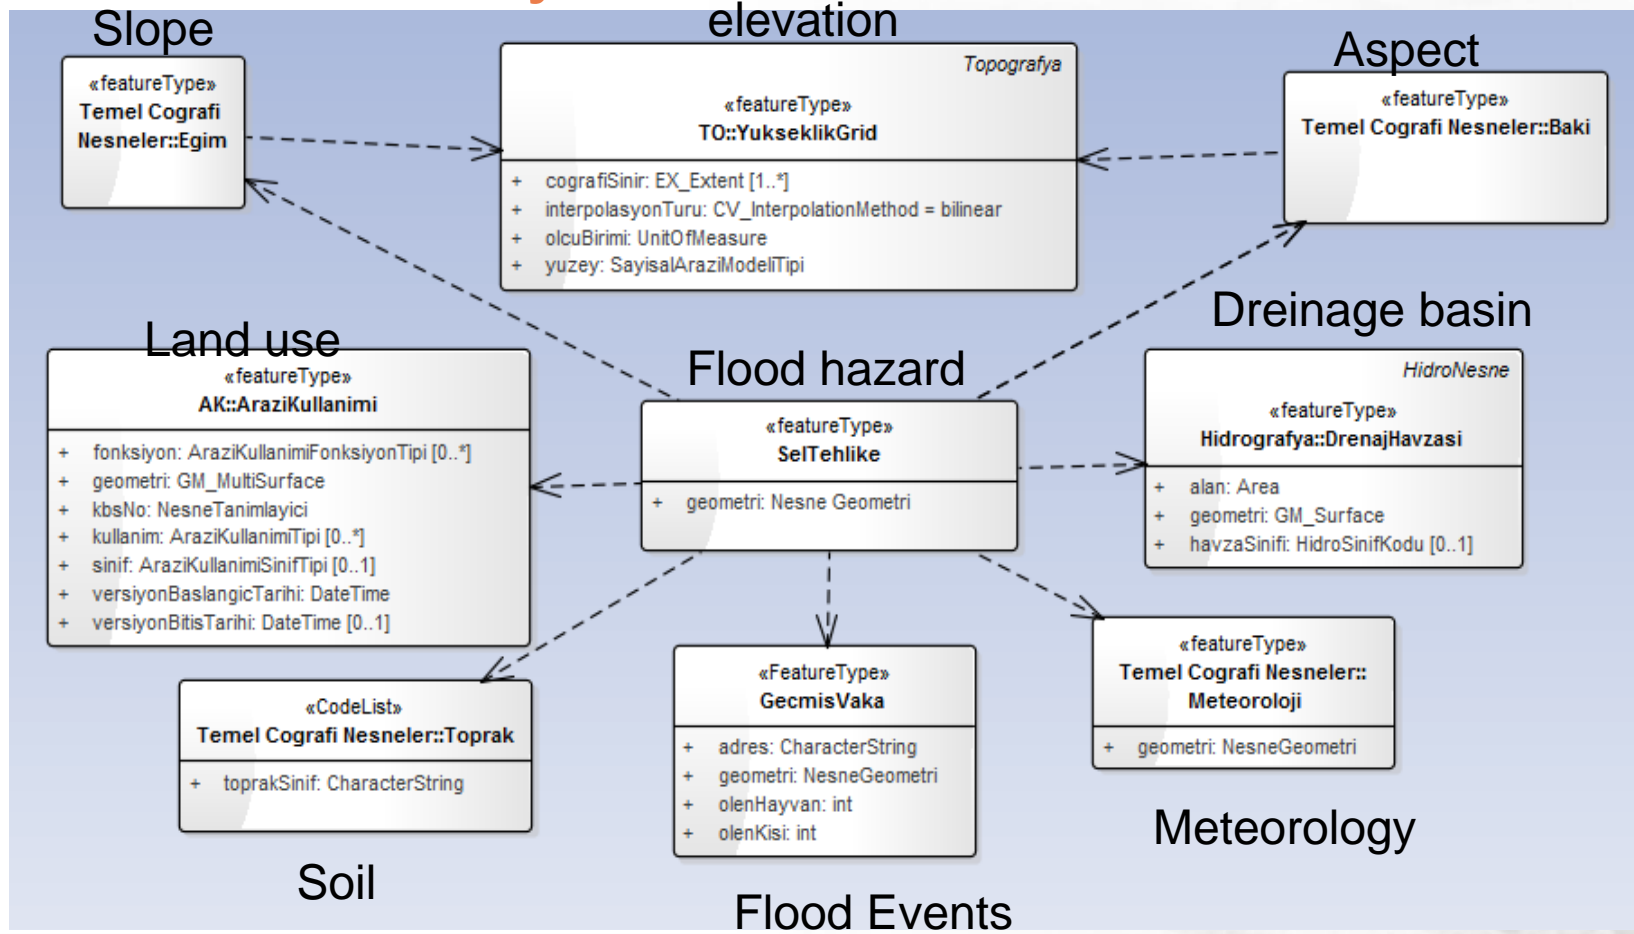 Slope
«featureType»
Temel Cografi
Nesneler::Egim
elevation
Topografya
«featureType»
TO::YukseklikGrid
+ cografiSinir: EX_Extent [1..*]
+ interpolasyonTuru: CV_InterpolationMethod = bilinear
+ olcuBirimi: UnitOfMeasure
+ yuzey: SayisalAraziModeliTipi
Aspect
«featureType»
Temel Cografi Nesneler::Baki
Land use
«featureType»
AK::AraziKullanimi
+ fonksiyon: AraziKullanimiFonksiyonTipi [0..*]
+ geometri: GM_MultiSurface
+ kbsNo: NesneTanimlayici
+ kullanim: AraziKullanimiTipi [0..*]
+ sinif: AraziKullanimiSinifTipi [0..1]
+ versiyonBaslangicTarihi: DateTime
+ versiyonBitisTarihi: DateTime [0..1]
Flood hazard
«featureType»
SelTehlike
+ geometri: Nesne Geometri
Dreinage basin
HidroNesne
«featureType»
Hidrografya::DrenajHavzasi
+ alan: Area
+ geometri: GM_Surface
+ havzaSinifi: HidroSinifKodu [0..1]
«CodeList»
Temel Cografi Nesneler::Toprak
+ toprakSinif: CharacterString
Soil
«FeatureType»
GecmisVaka
+ adres: CharacterString
+ geometri: NesneGeometri
+ olenHayvan: int
+ olenKisi: int
Flood Events
«featureType»
Temel Cografi Nesneler::
Meteoroloji
+ geometri: NesneGeometri
Meteorology